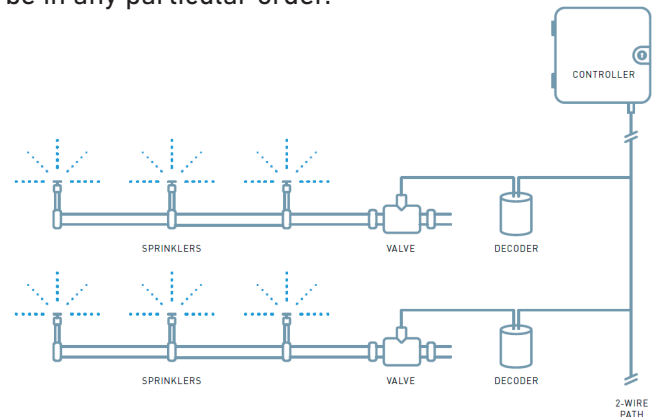 be in any particular order.
CONTROLLER
SPRINKLERS
VALVE
DECODER
SPRINKLERS
VALVE
DECODER
2-WIRE
PATH